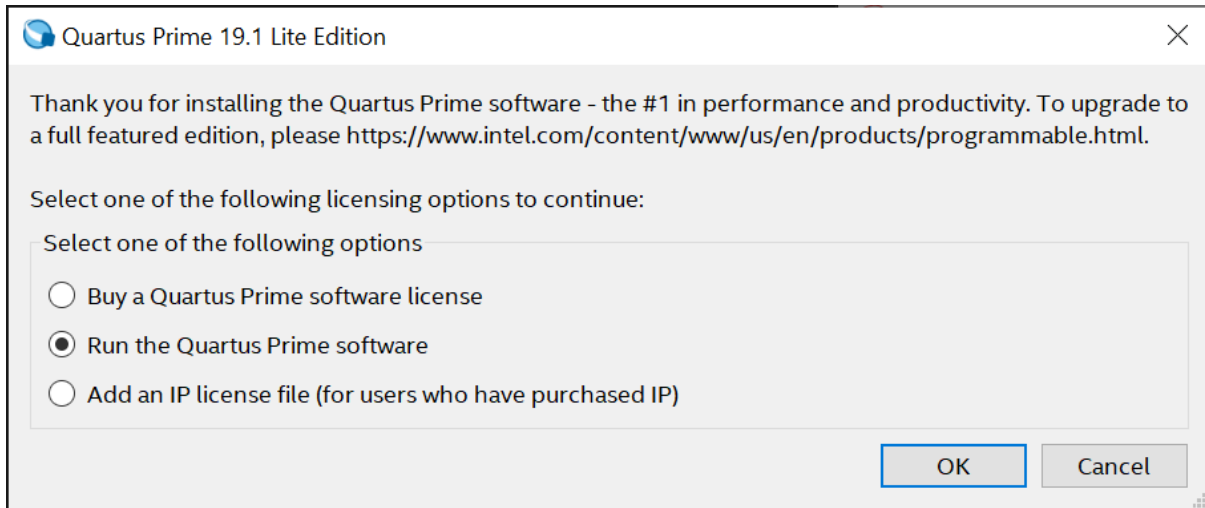 Quartus Prime 19.1 Lite Edition
Thank you for installing the Quartus Prime software - the #1 in performance and productivity. To upgrade to
a full featured edition, please https://www.intel.com/content/www/us/en/products/programmable.html.
Select one of the following licensing options to continue:
Select one of the following options
Buy a Quartus Prime software license
Run the Quartus Prime software
Add an IP license file (for users who have purchased IP)
OK Cancel